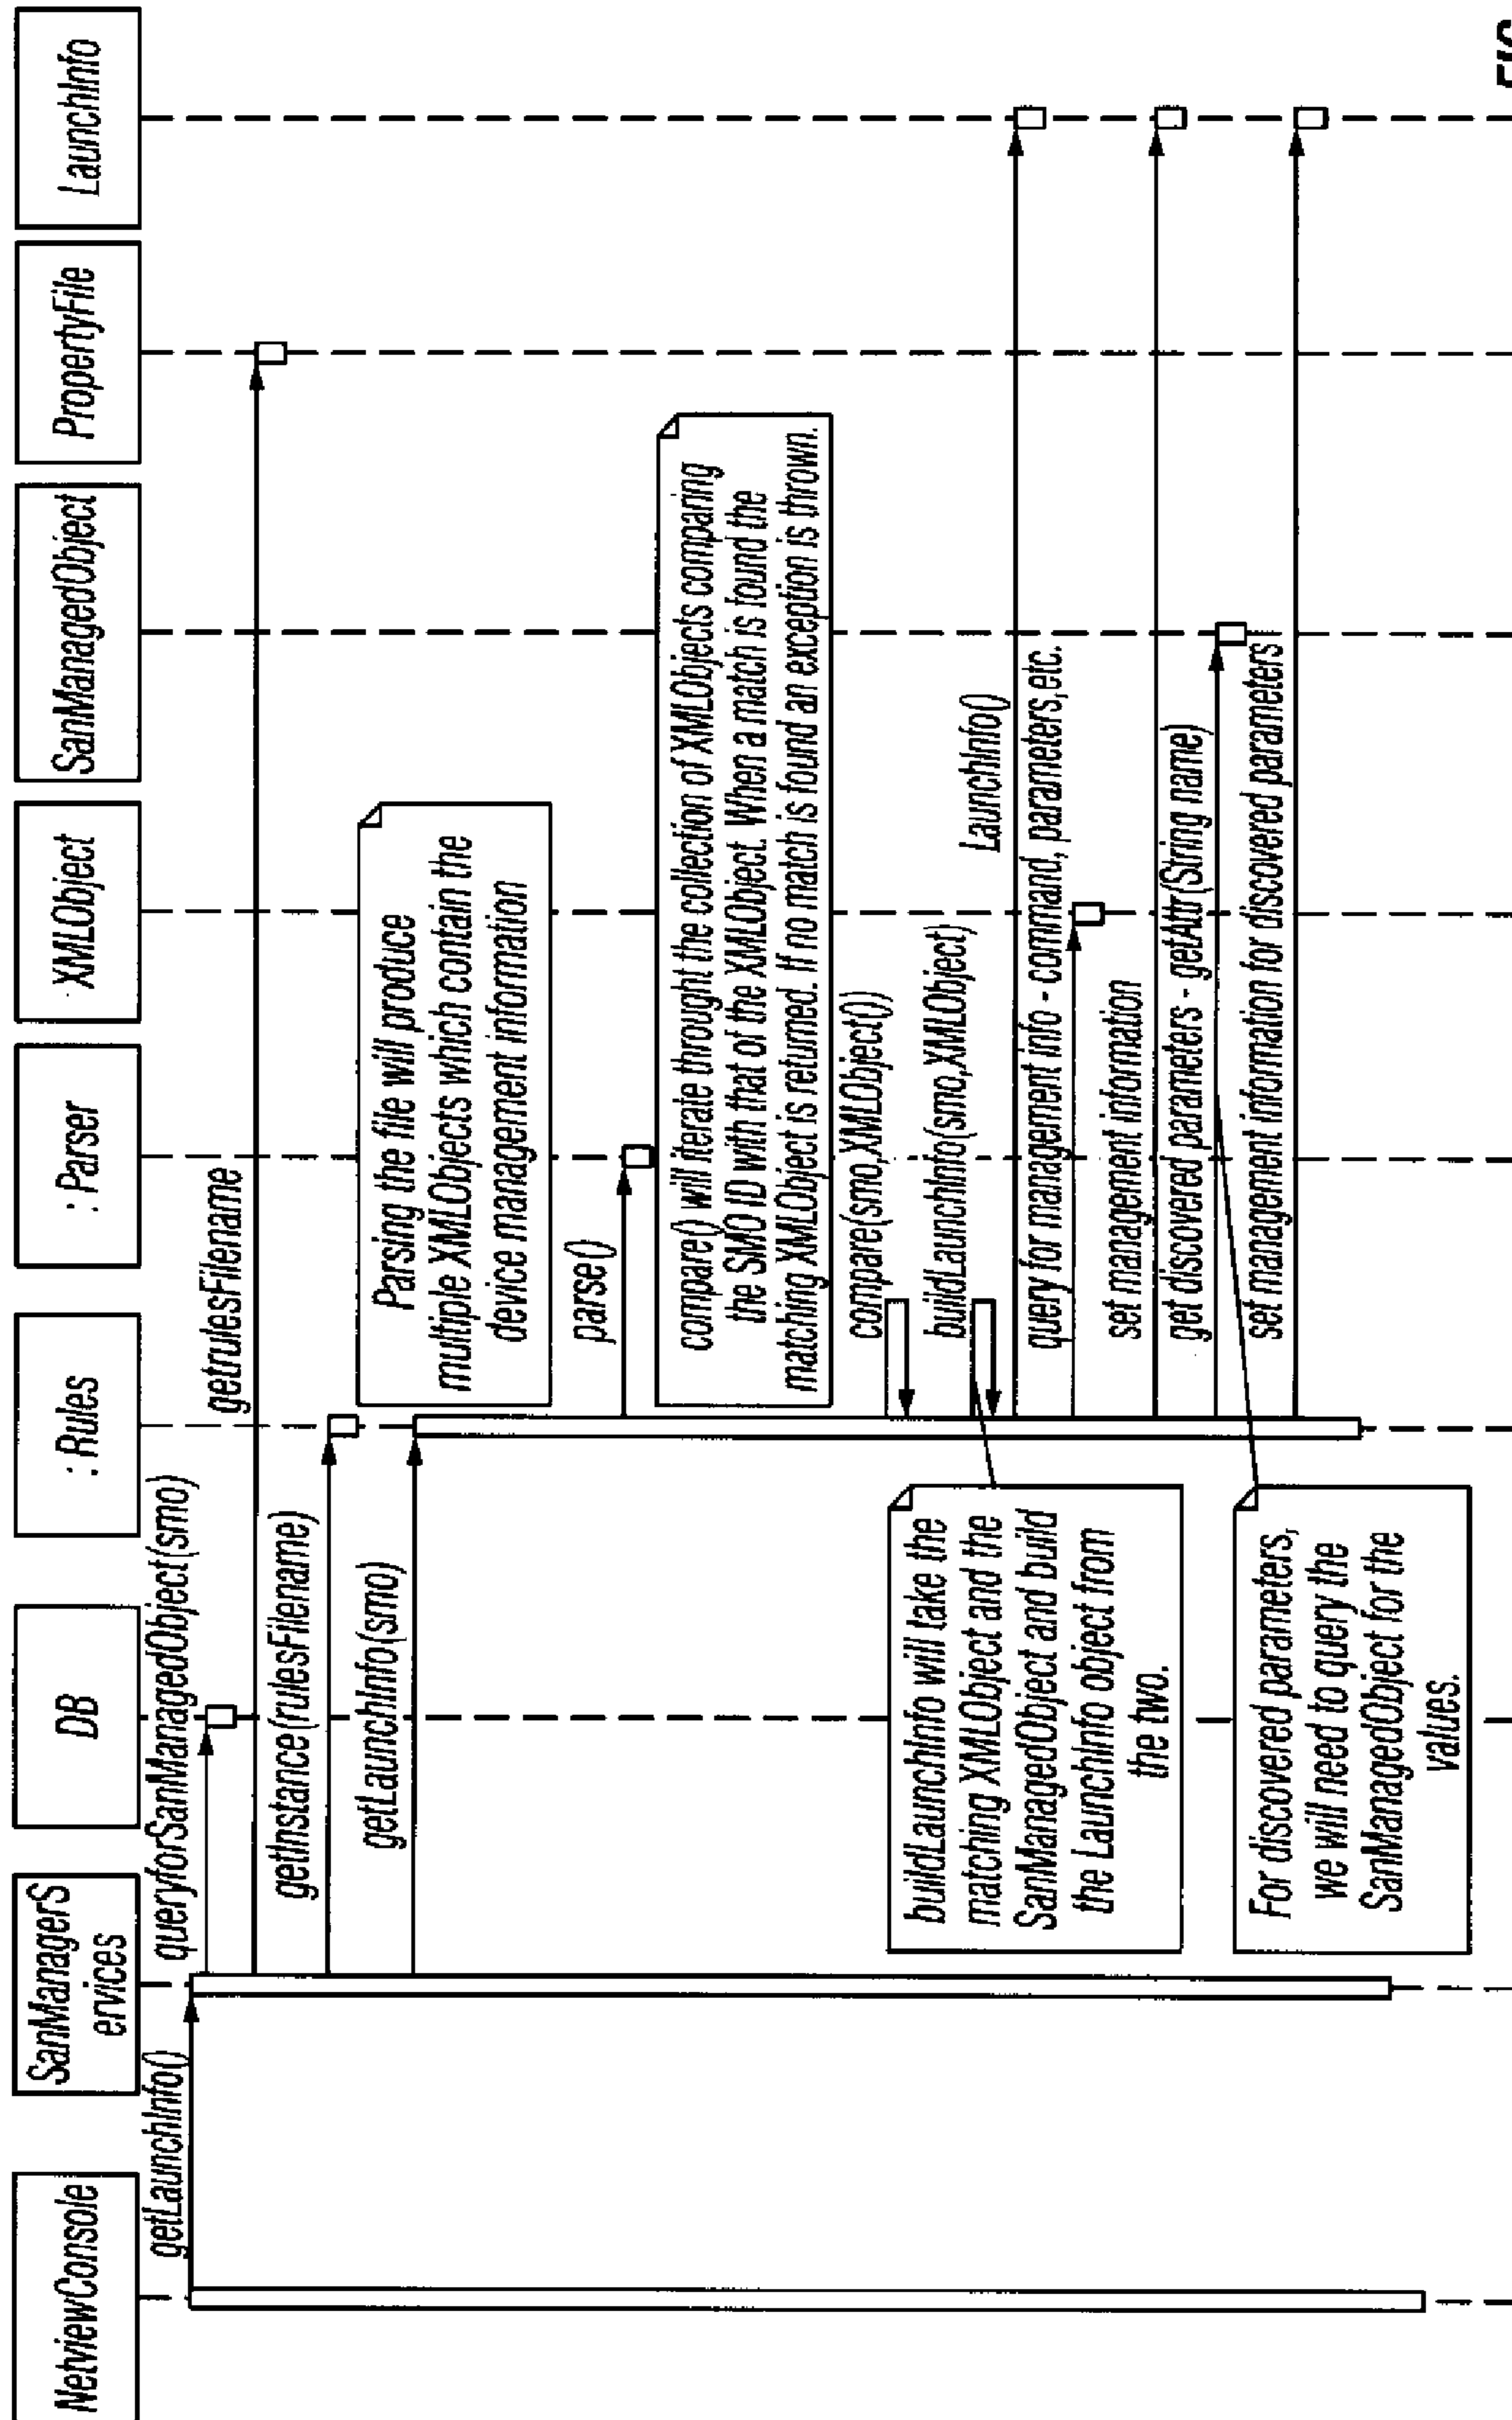 NetviewConsole
SanManagerS
ervices
DB
: Rules
: Parser
XMLObject
SanManagedObject
PropertyFile
LaunchInfo
getLaunchInfo()
queryforSanManagedObject(smo)
getrulesFilename
getInstance(rulesFilename)
getLaunchInfo(smo)
Parsing the file will produce
multiple XMLObjects which contain the
device management information
parse()
compare() will iterate throught the collection of XMLObjects comparing
the SMO ID with that of the XMLObject. When a match is found the
matching XMLObject is returned. If no match is found an exception is thrown.
compare(smo,XMLObject())
buildLaunchInfo(smo,XMLObject)
LaunchInfo()
buildLaunchInfo will take the
matching XMLObject and the
SanManagedObject and build
the LaunchInfo object from
the two.
query for management info - command, parameters,etc.
set management information
get discovered parameters - getAttr(String name)
set management information for discovered parameters
For discovered parameters,
we will need to query the
SanManagedObject for the
values.